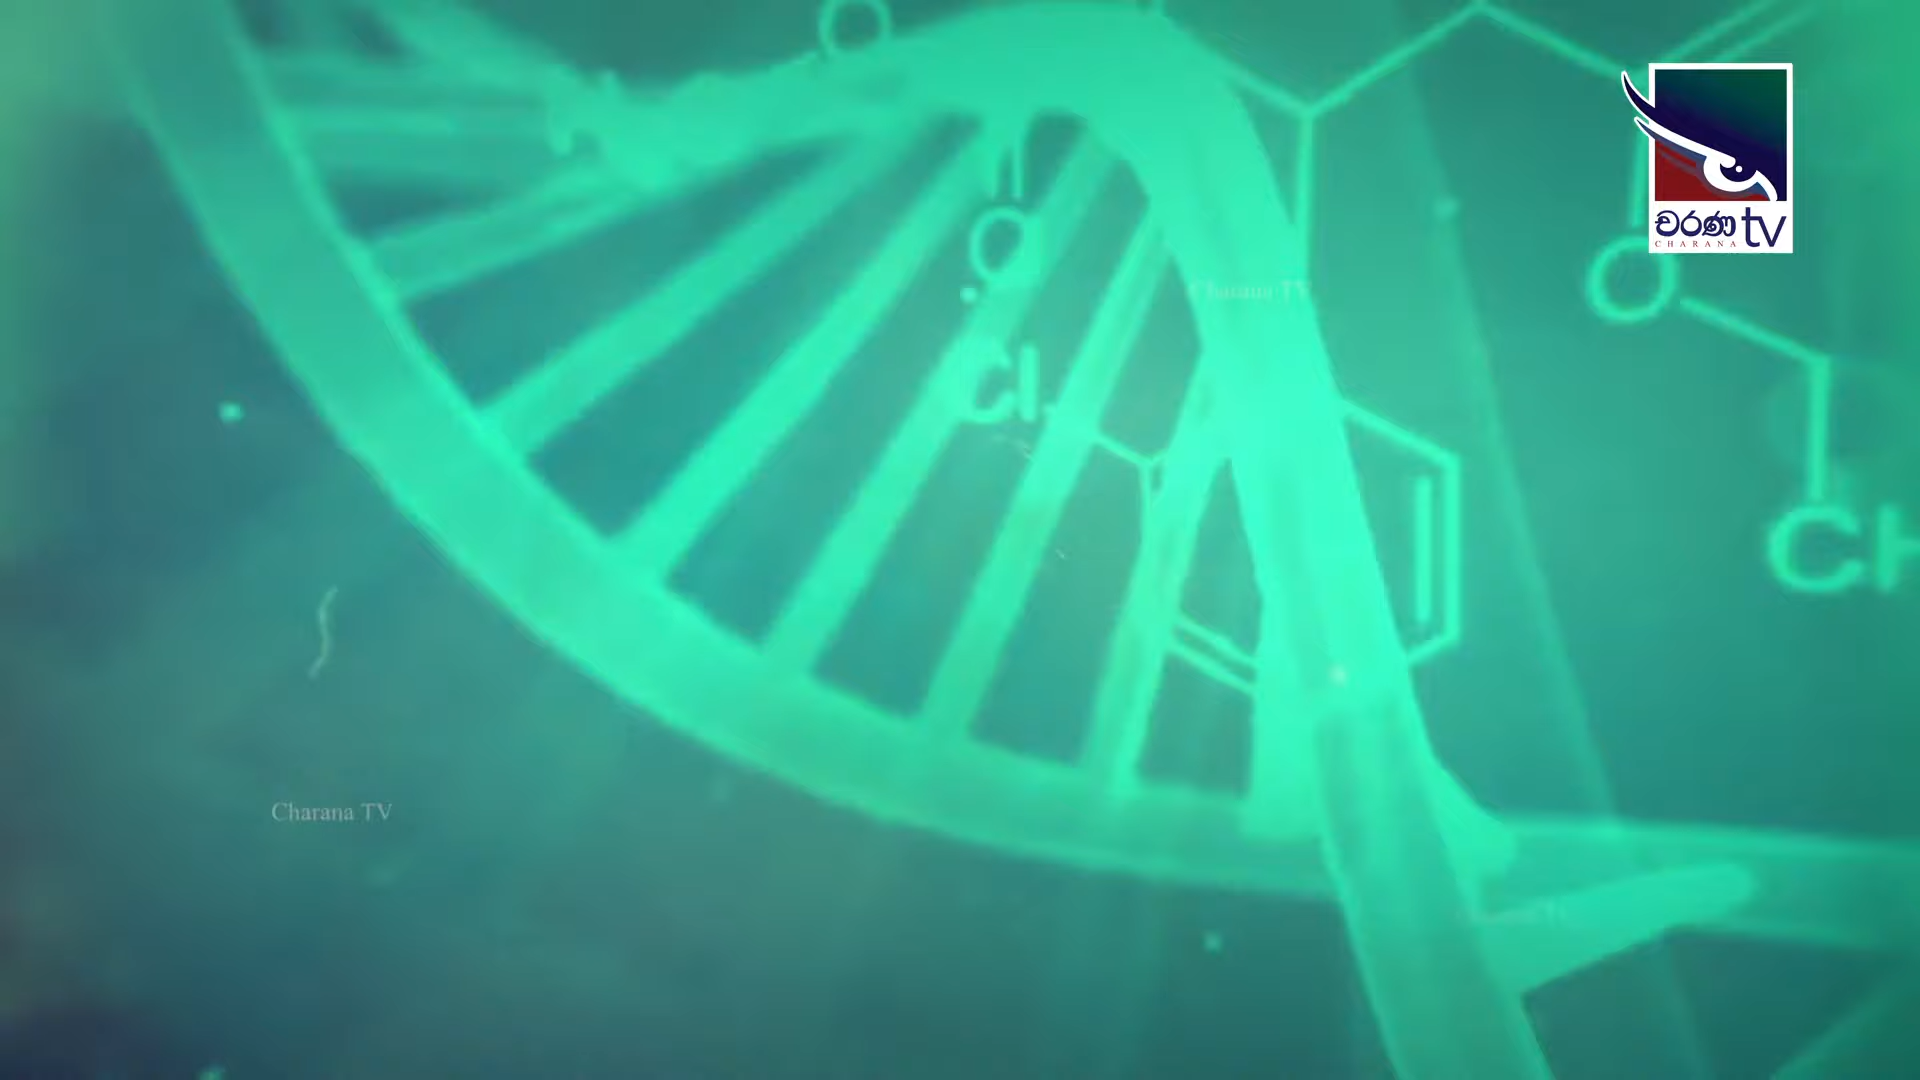 O
O
Cl
චරණ tv
CHARANA
O
Charana TV
CH
Charana TV